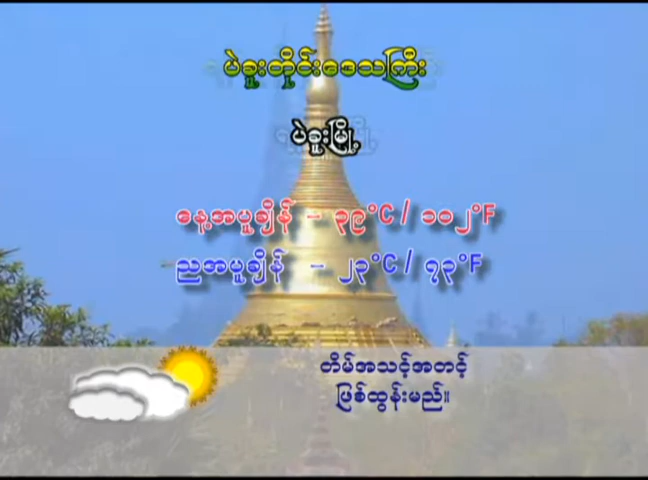 ပဲခူးတိုင်းဒေသကြီး
ပဲခူးမြို့
နေ့အပူချိန် - ၃၉°C / ၁၀၂°F
ညအပူချိန် - ၂၃°C / ၇၃°F
တိမ်အသင့်အတင့်
ဖြစ်ထွန်းမည်။